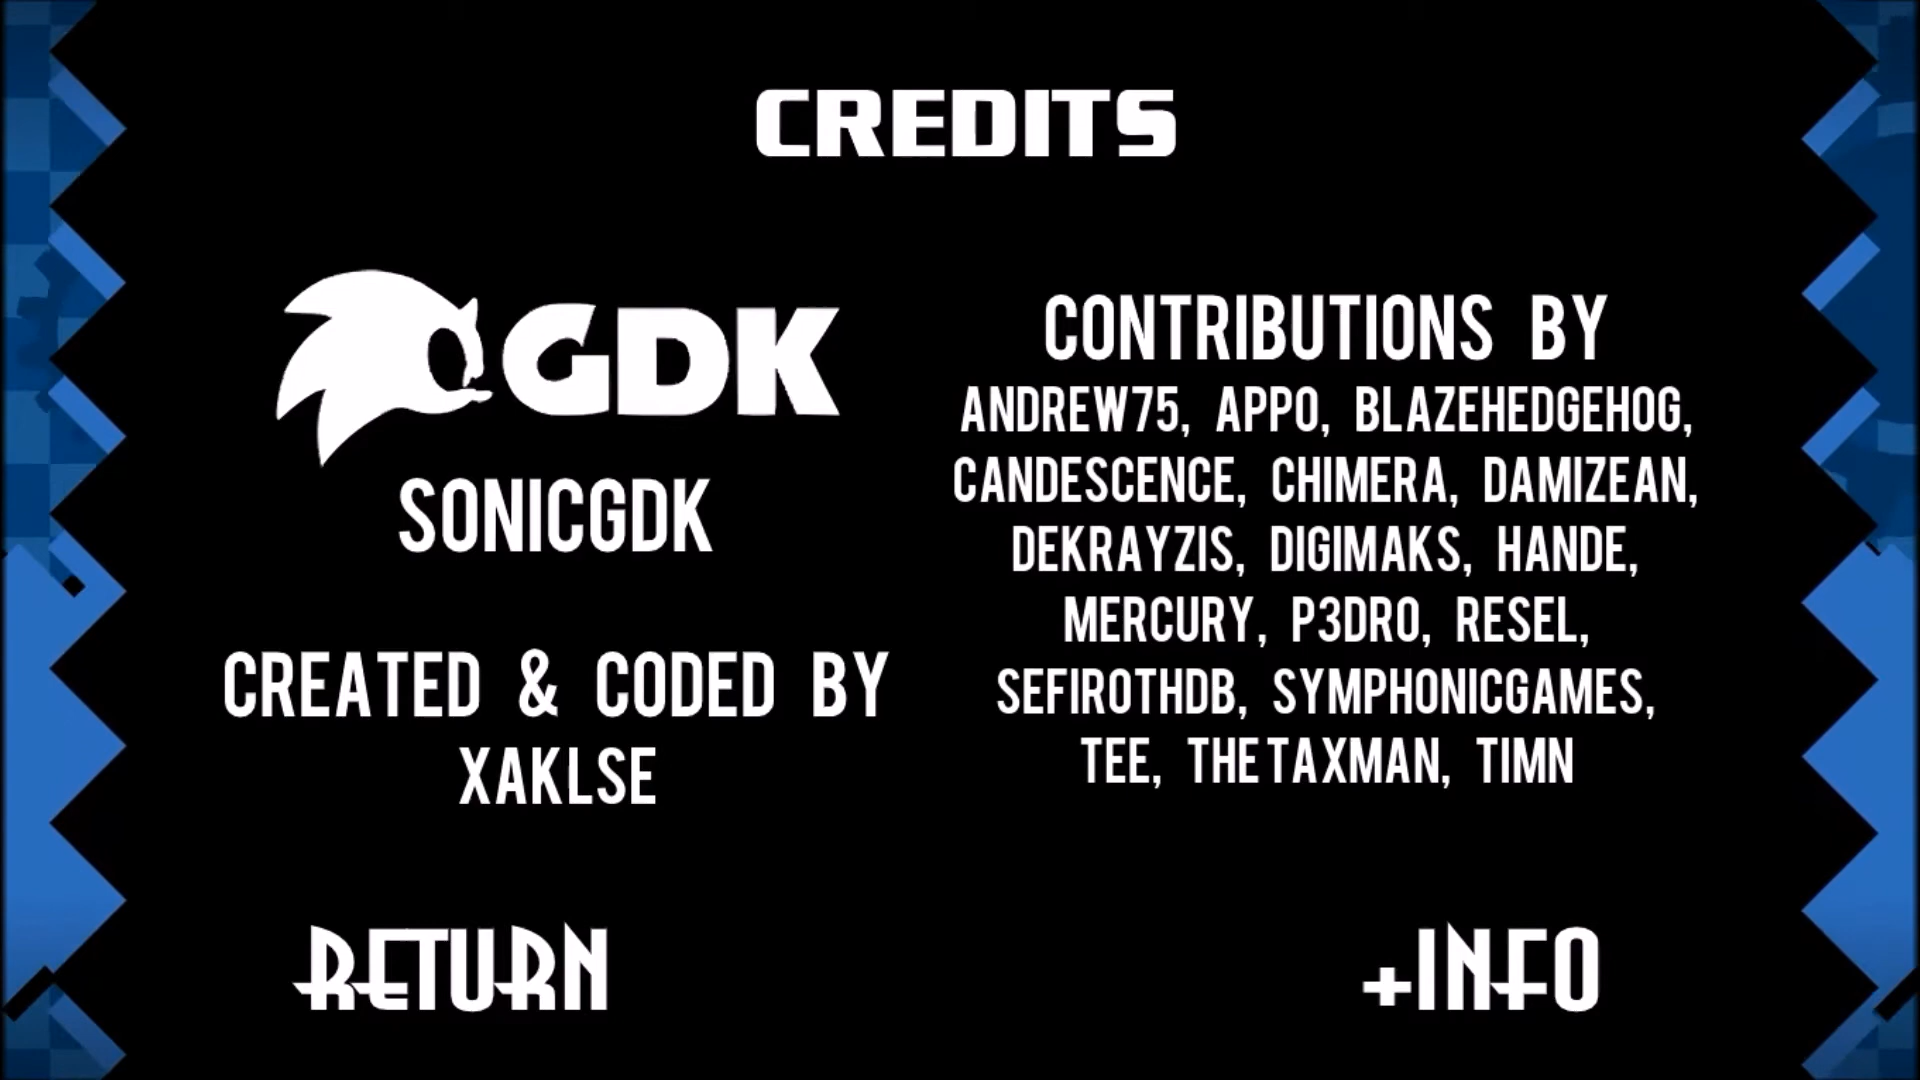 CREDITS
GDK
SONICGDK
CREATED & CODED BY
XAKLSE
CONTRIBUTIONS BY
ANDREW75, APPO, BLAZEHEDGEHOG,
CANDESCENCE, CHIMERA, DAMIZEAN,
DEKRAYZIS, DIGIMAKS, HANDE,
MERCURY, P3DRO, RESEL,
SEFIROTHDB, SYMPHONICGAMES,
TEE, THETAXMAN, TIMN
RETURN
+INFO